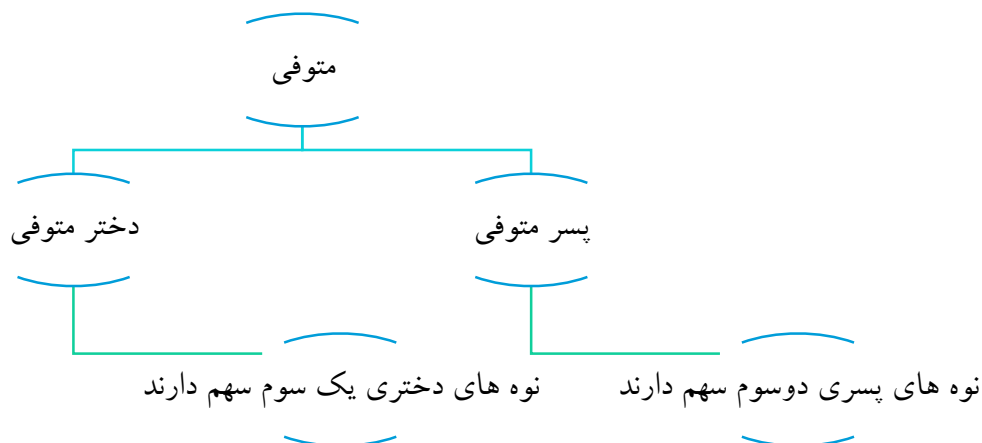 متوفی
پسر متوفی
دختر متوفی
نوه های پسری دوسوم سهم دارند
نوه های دختری یک سوم سهم دارند